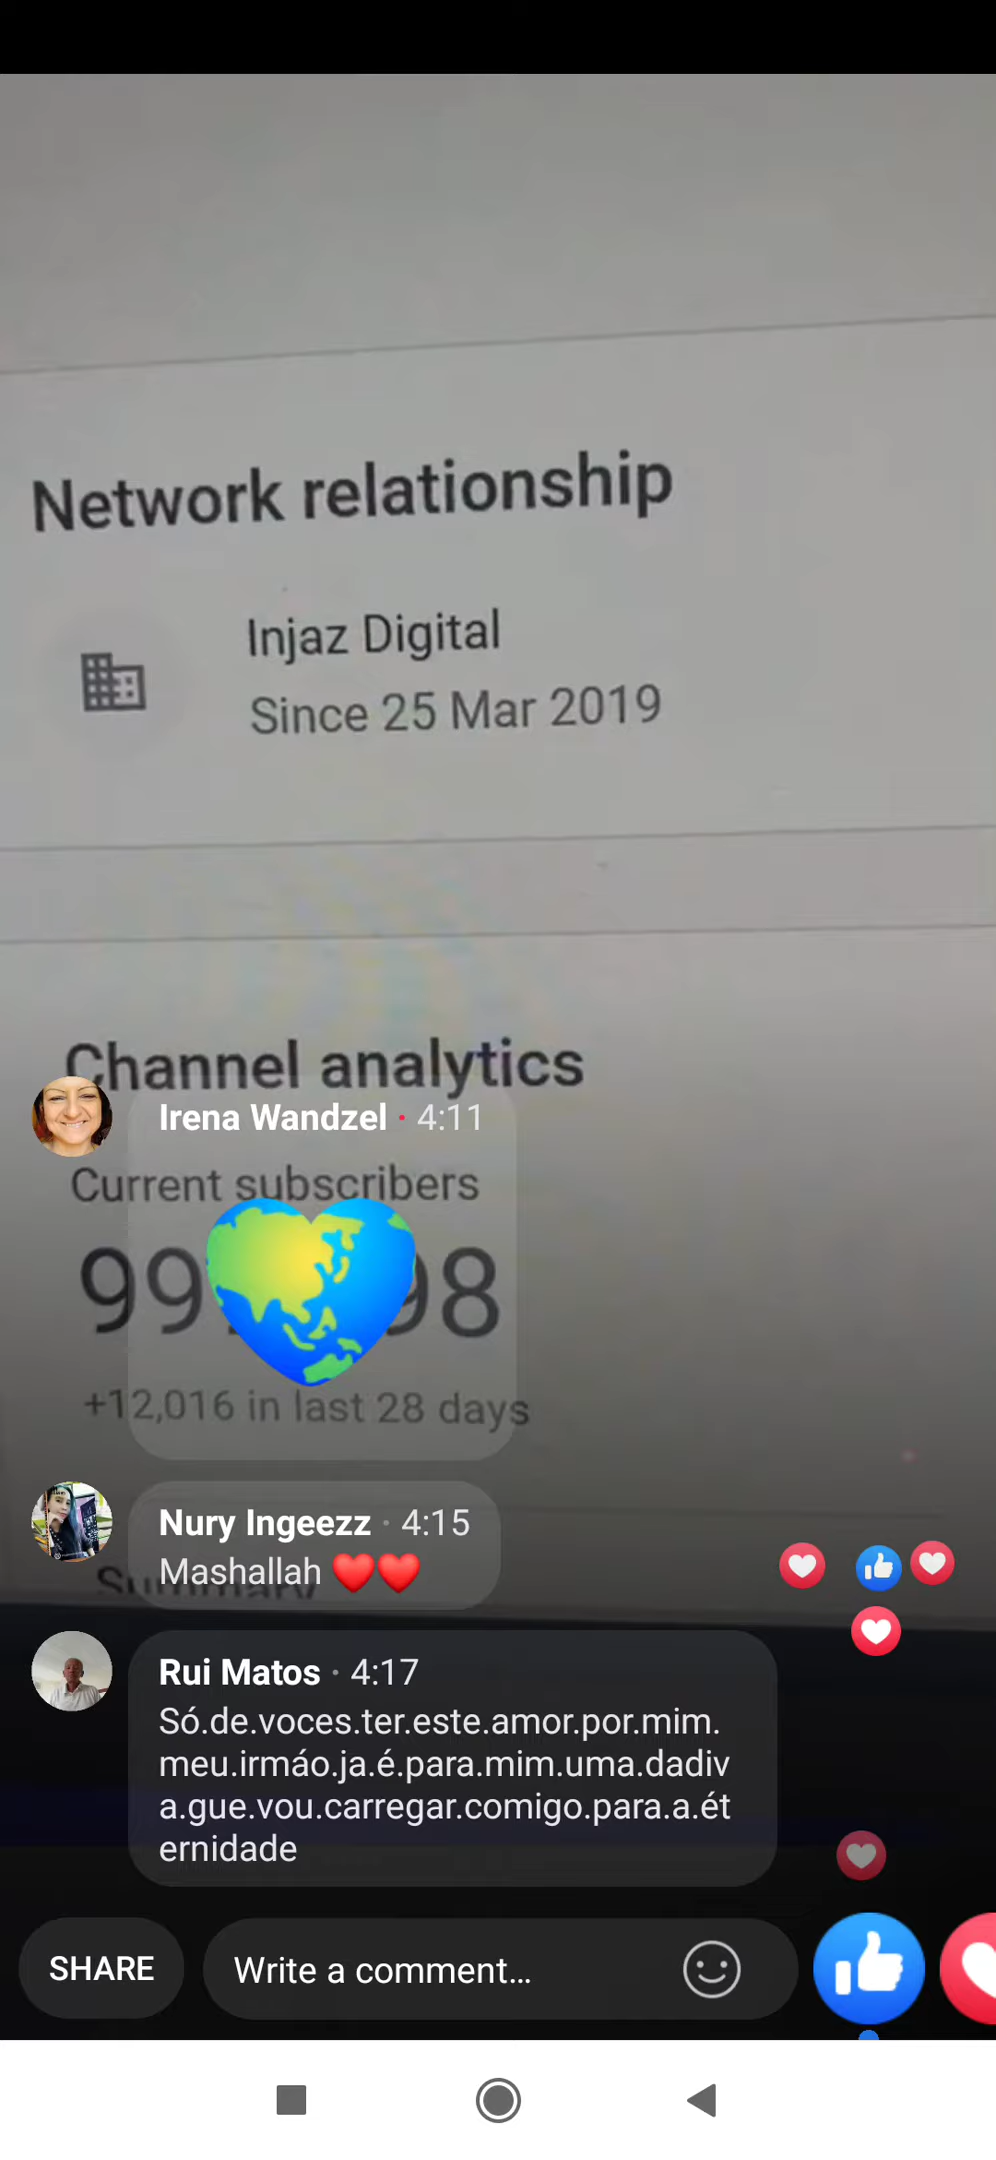 Network relationship
Injaz Digital
Since 25 Mar 2019
Channel analytics
Irena Wandzel · 4:11
Current subscribers
+12,016 in last 28 days
Nury Ingeezz · 4:15
Mashallah ❤️❤️
Summary
Rui Matos · 4:17
Só.de.voces.ter.este.amor.por.mim.
meu.irmáo.ja.é.para.mim.uma.dadiv
a.gue.vou.carregar.comigo.para.a.ét
ernidade
SHARE
Write a comment...